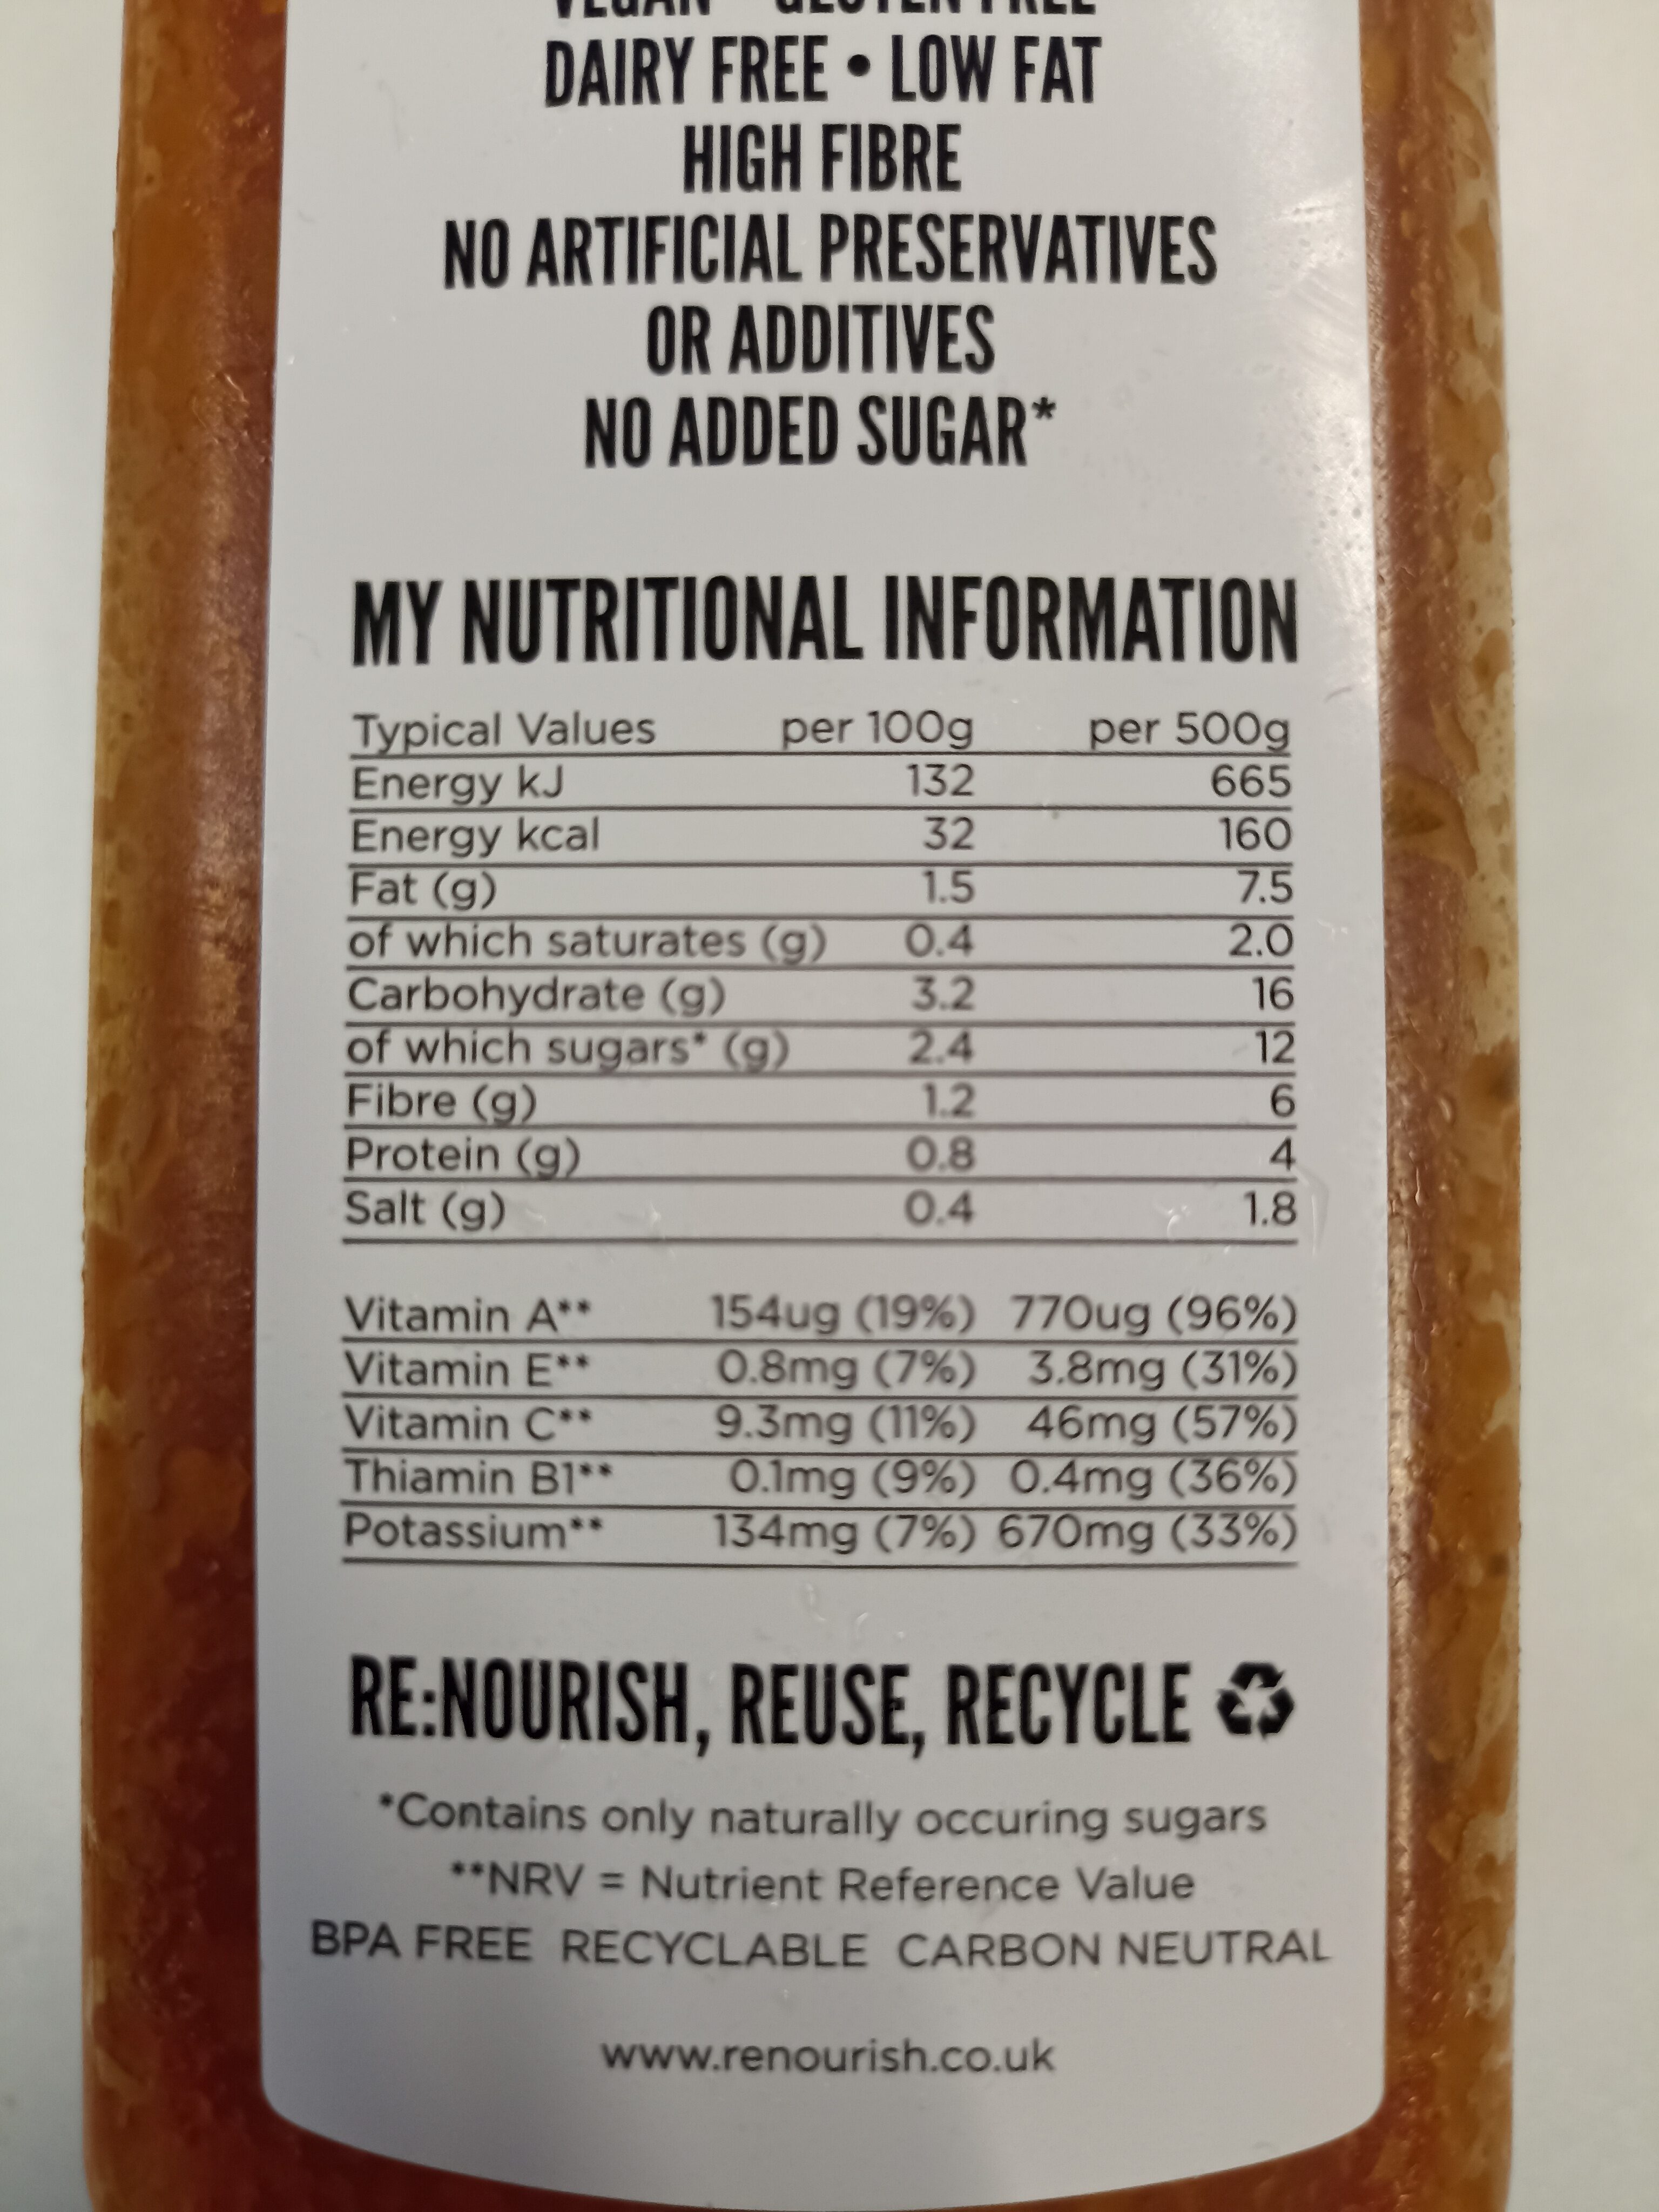 VEGAN GLUTEN FREE
DAIRY FREE • LOW FAT
HIGH FIBRE
NO ARTIFICIAL PRESERVATIVES
OR ADDITIVES
NO ADDED SUGAR*
MY NUTRITIONAL INFORMATION
Typical Values per 100g per 500g
Energy kJ 132 665
Energy kcal 32 160
Fat (g) 1.5 7.5
of which saturates (g) 0.4 2.0
Carbohydrate (g) 3.2 16
of which sugars* (g) 2.4 12
Fibre (g) 1.2 6
Protein (g) 0.8 4
Salt (g) 0.4 1.8
Vitamin A** 154ug (19%) 770ug (96%)
Vitamin E** 0.8mg (7%) 3.8mg (31%)
Vitamin C** 9.3mg (11%) 46mg (57%)
Thiamin B1** 0.1mg (9%) 0.4mg (36%)
Potassium** 134mg (7%) 670mg (33%)
RE:NOURISH, REUSE, RECYCLE
*Contains only naturally occuring sugars
**NRV = Nutrient Reference Value
BPA FREE RECYCLABLE CARBON NEUTRAL
www.renourish.co.uk